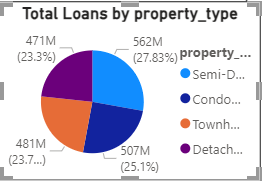 Total Loans by property_type
471M
(23.3%)
562M
(27.83%)
property_...
Semi-D...
Condo...
Townh...
Detach...
481M
(23.7...)
507M
(25.1%)